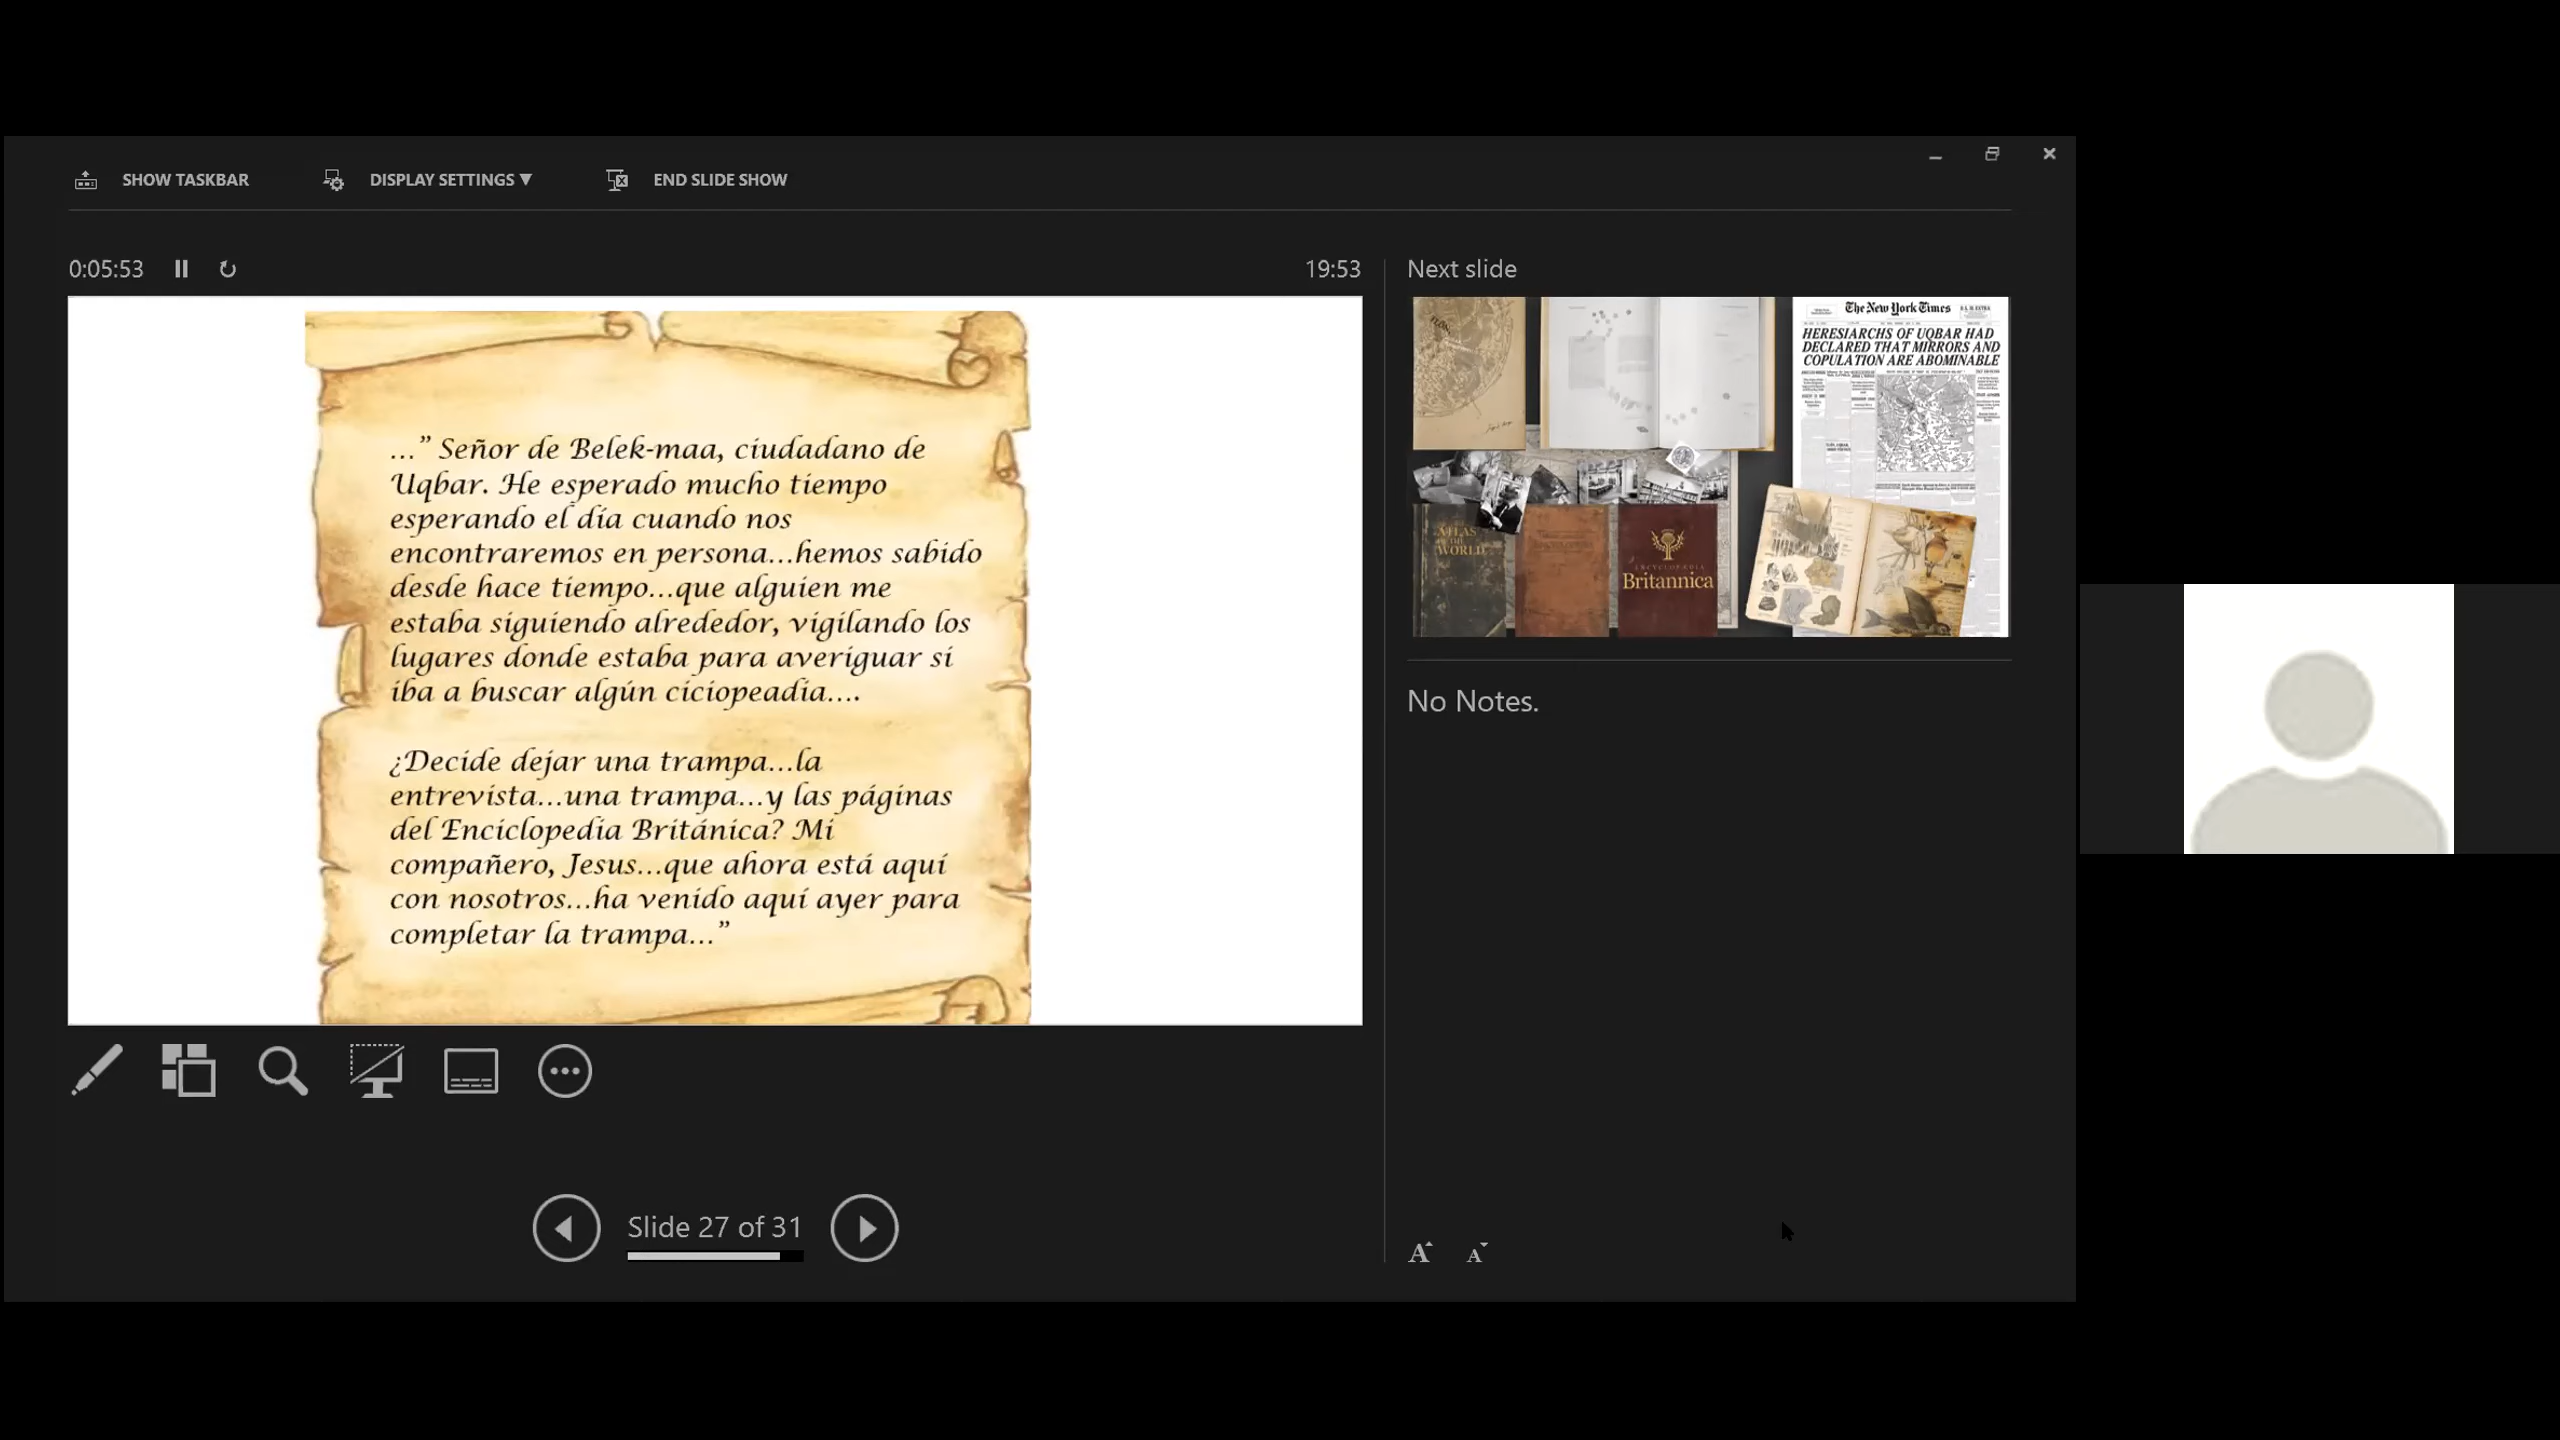 SHOW TASKBAR
DISPLAY SETTINGS ▼
END SLIDE SHOW
0:05:53
19:53
…” Señor de Belek-maa, ciudadano de
Uqbar. He esperado mucho tiempo
esperando el día cuando nos
encontraremos en persona…hemos sabido
desde hace tiempo…que alguien me
estaba siguiendo alrededor, vigilando los
lugares donde estaba para averiguar si
iba a buscar algún ciciopeadia….
¿Decide dejar una trampa…la
entrevista…una trampa…y las páginas
del Enciclopedia Británica? Mi
compañero, Jesus…que ahora está aquí
con nosotros…ha venido aquí ayer para
completar la trampa…”
Slide 27 of 31
Next slide
The New York Times
HERESIARCHS OF UQBAR HAD
DECLARED THAT MIRRORS AND
COPULATION ARE ABOMINABLE
ATLAS
WORLD
ENCYCLOPÆDIA
Britannica
No Notes.
A A